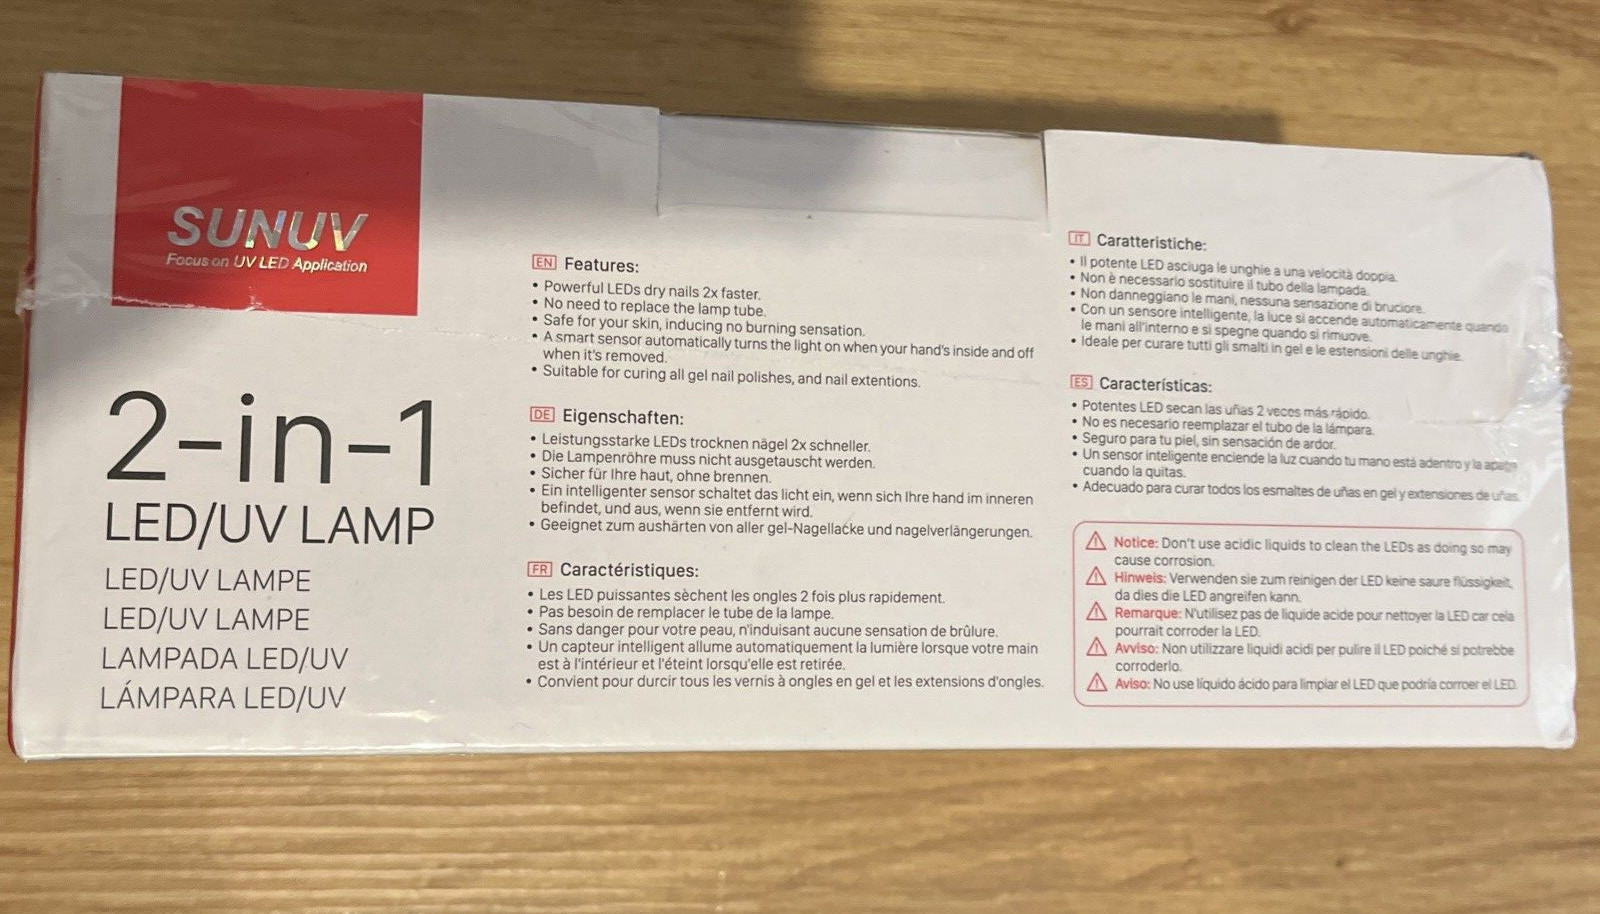 SUNUV
Focus on UV LED Application
2-in-1
LED/UV LAMP
LED/UV LAMPE
LED/UV LAMPE
LAMPADA LED/UV
LÁMPARA LED/UV
EN Features:
• Powerful LEDs dry nails 2x faster.
• No need to replace the lamp tube.
• Safe for your skin, inducing no burning sensation.
• A smart sensor automatically turns the light on when your hand's inside and off
when it's removed.
• Suitable for curing all gel nail polishes, and nail extentions.
DE Eigenschaften:
• Leistungsstarke LEDs trocknen nägel 2x schneller.
• Die Lampenröhre muss nicht ausgetauscht werden.
• Sicher für Ihre haut, ohne brennen.
• Ein intelligenter sensor schaltet das licht ein, wenn sich Ihre hand im inneren
befindet, und aus, wenn sie entfernt wird.
• Geeignet zum aushärten von aller gel-Nagellacke und nagelverlängerungen.
FR Caractéristiques:
• Les LED puissantes sèchent les ongles 2 fois plus rapidement.
• Pas besoin de remplacer le tube de la lampe.
• Sans danger pour votre peau, n'induisant aucune sensation de brûlure.
• Un capteur intelligent allume automatiquement la lumière lorsque votre main
est à l'intérieur et l'éteint lorsqu'elle est retirée.
• Convient pour durcir tous les vernis à ongles en gel et les extensions d'ongles.
IT Caratteristiche:
• Il potente LED asciuga le unghie a una velocità doppia.
• Non è necessario sostituire il tubo della lampada.
• Non danneggiano le mani, nessuna sensazione di bruciore.
• Con un sensore intelligente, la luce si accende automaticamente quando
le mani all'interno e si spegne quando si rimuove.
• Ideale per curare tutti gli smalti in gel e le estensioni delle unghie.
ES Características:
• Potentes LED secan las uñas 2 veces más rápido.
• No es necesario reemplazar el tubo de la lámpara.
• Seguro para tu piel, sin sensación de ardor.
• Un sensor inteligente enciende la luz cuando tu mano está adentro y la apaga
cuando la quitas.
• Adecuado para curar todos los esmaltes de uñas en gel y extensiones de uñas.
Notice: Don't use acidic liquids to clean the LEDs as doing so may
cause corrosion.
Hinweis: Verwenden sie zum reinigen der LED keine saure flüssigkeit,
da dies die LED angreifen kann.
Remarque: N'utilisez pas de liquide acide pour nettoyer la LED car cela
pourrait corroder la LED.
Avviso: Non utilizzare liquidi acidi per pulire il LED poiché si potrebbe
corroderlo.
Aviso: No use líquido ácido para limpiar el LED que podría corroer el LED.